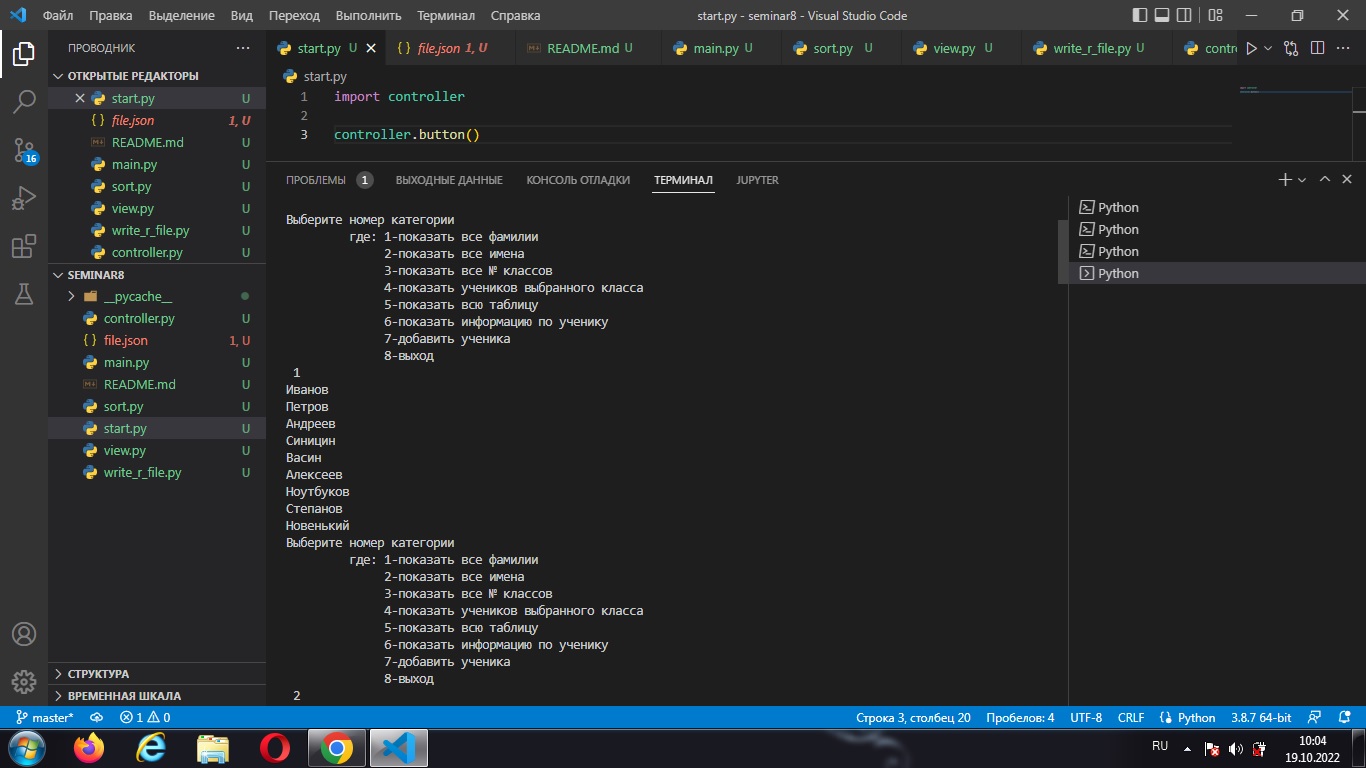 Файл Правка Выделение Вид Переход Выполнить Терминал Справка start.py - seminar8 - Visual Studio Code
ПРОВОДНИК ...
ОТКРЫТЫЕ РЕДАКТОРЫ
start.py U
file.json 1, U
README.md U
main.py U
sort.py U
view.py U
write_r_file.py U
controller.py U
SEMINAR8
__pycache__
controller.py U
file.json 1, U
main.py U
README.md U
sort.py U
start.py U
view.py U
write_r_file.py U
СТРУКТУРА
ВРЕМЕННАЯ ШКАЛА
16
start.py U file.json 1, U README.md U main.py U sort.py U view.py U write_r_file.py U contro
start.py
1 import controller
2
3 controller.button()
ПРОБЛЕМЫ 1 ВЫХОДНЫЕ ДАННЫЕ КОНСОЛЬ ОТЛАДКИ ТЕРМИНАЛ JUPYTER
Выберите номер категории
где: 1-показать все фамилии
2-показать все имена
3-показать все № классов
4-показать учеников выбранного класса
5-показать всю таблицу
6-показать информацию по ученику
7-добавить ученика
8-выход
1
Иванов
Петров
Андреев
Синицин
Васин
Алексеев
Ноутбуков
Степанов
Новенький
Выберите номер категории
где: 1-показать все фамилии
2-показать все имена
3-показать все № классов
4-показать учеников выбранного класса
5-показать всю таблицу
6-показать информацию по ученику
7-добавить ученика
8-выход
2
Python
Python
Python
Python
master* 1 0 Строка 3, столбец 20 Пробелов: 4 UTF-8 CRLF Python 3.8.7 64-bit
RU 10:04
19.10.2022